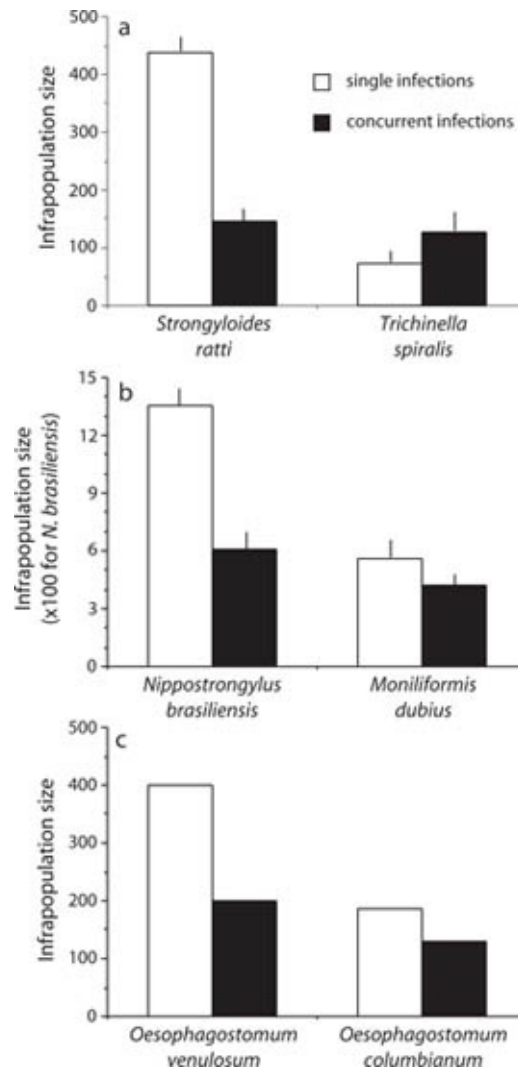 a
500
400
300
200
100
0
Infrapopulation size
single infections
concurrent infections
Strongyloides
ratti
Trichinella
spiralis
b
15
12
9
6
3
0
Infrapopulation size
(x100 for N. brasiliensis)
Nippostrongylus
brasiliensis
Moniliformis
dubius
c
500
400
300
200
100
0
Infrapopulation size
Oesophagostomum
venulosum
Oesophagostomum
columbianum